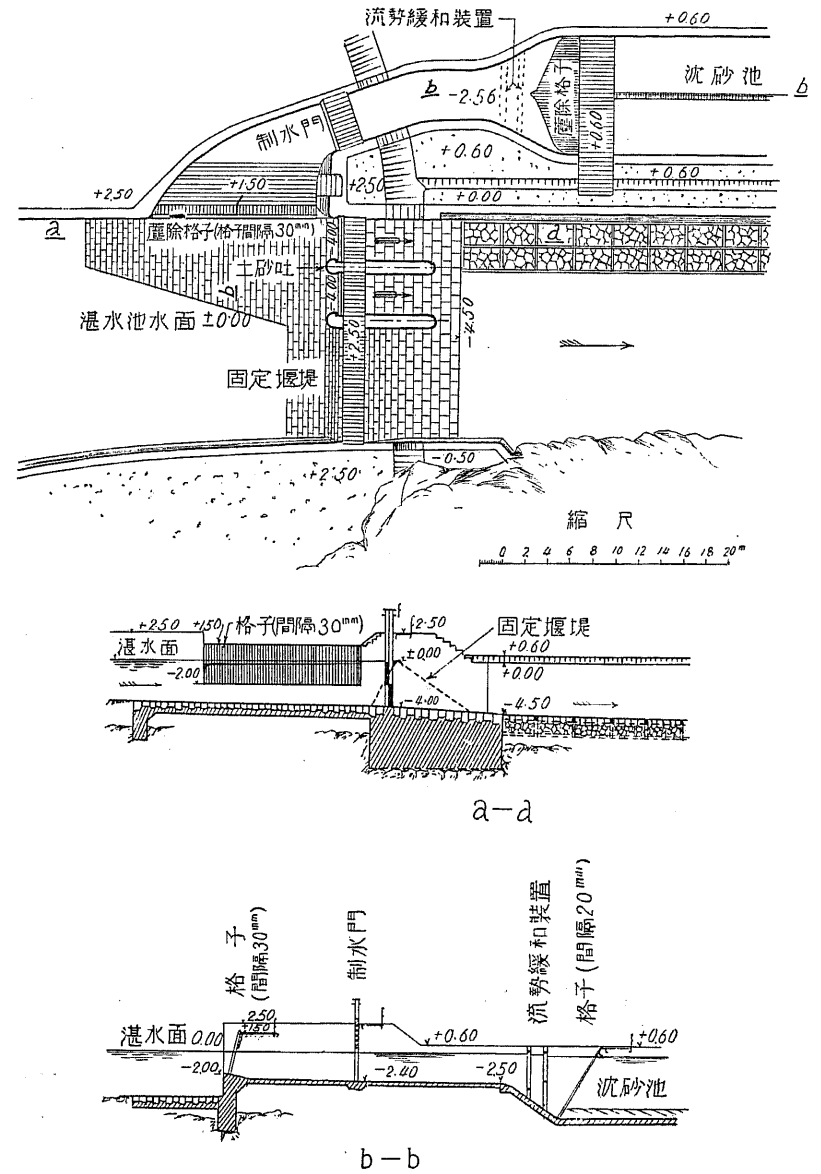 流勢緩和装置
+0.60
沈砂池
b
b
-2.56
塵除格子
+0.60
制水門
+0.60
+2.50
+1.50
+2.50
+0.60
+0.00
a
塵除格子(格子間隔30mm)
-4.00
a
土砂吐
b
-4.00
湛水池水面 ±0.00
+2.50
-4.50
固定堰堤
+2.50
-0.50
縮尺
0 2 4 6 8 10 12 14 16 18 20m
+2.50
+1.50
格子(間隔30mm)
2.50
固定堰堤
湛水面
±0.00
+0.60
+0.00
-2.00
-4.00
-4.50
a-a
格子
(間隔30mm)
制水門
流勢緩和装置
格子(間隔20mm)
2.50
+1.50
湛水面 0.00
+0.60
+0.60
-2.00
-2.40
-2.50
沈砂池
b-b